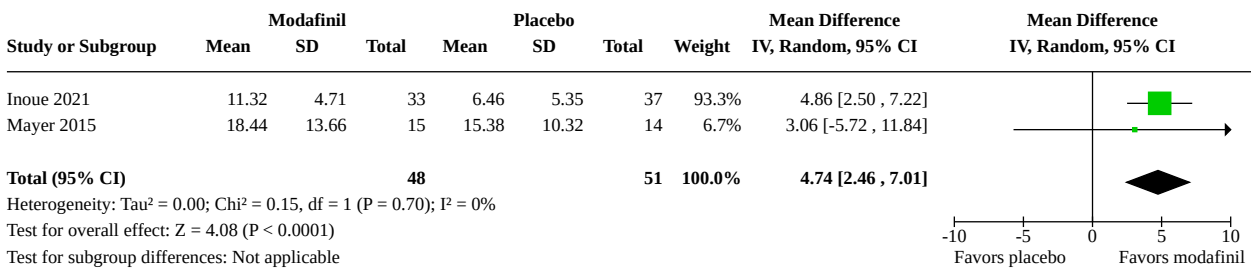 Modafinil Placebo Mean Difference Mean Difference
Study or Subgroup Mean SD Total Mean SD Total Weight IV, Random, 95% CI IV, Random, 95% CI
Inoue 2021 11.32 4.71 33 6.46 5.35 37 93.3% 4.86 [2.50 , 7.22]
Mayer 2015 18.44 13.66 15 15.38 10.32 14 6.7% 3.06 [-5.72 , 11.84]
Total (95% CI) 48 51 100.0% 4.74 [2.46 , 7.01]
Heterogeneity: Tau² = 0.00; Chi² = 0.15, df = 1 (P = 0.70); I² = 0%
Test for overall effect: Z = 4.08 (P < 0.0001)
-10 -5 0 5 10
Test for subgroup differences: Not applicable
Favors placebo Favors modafinil